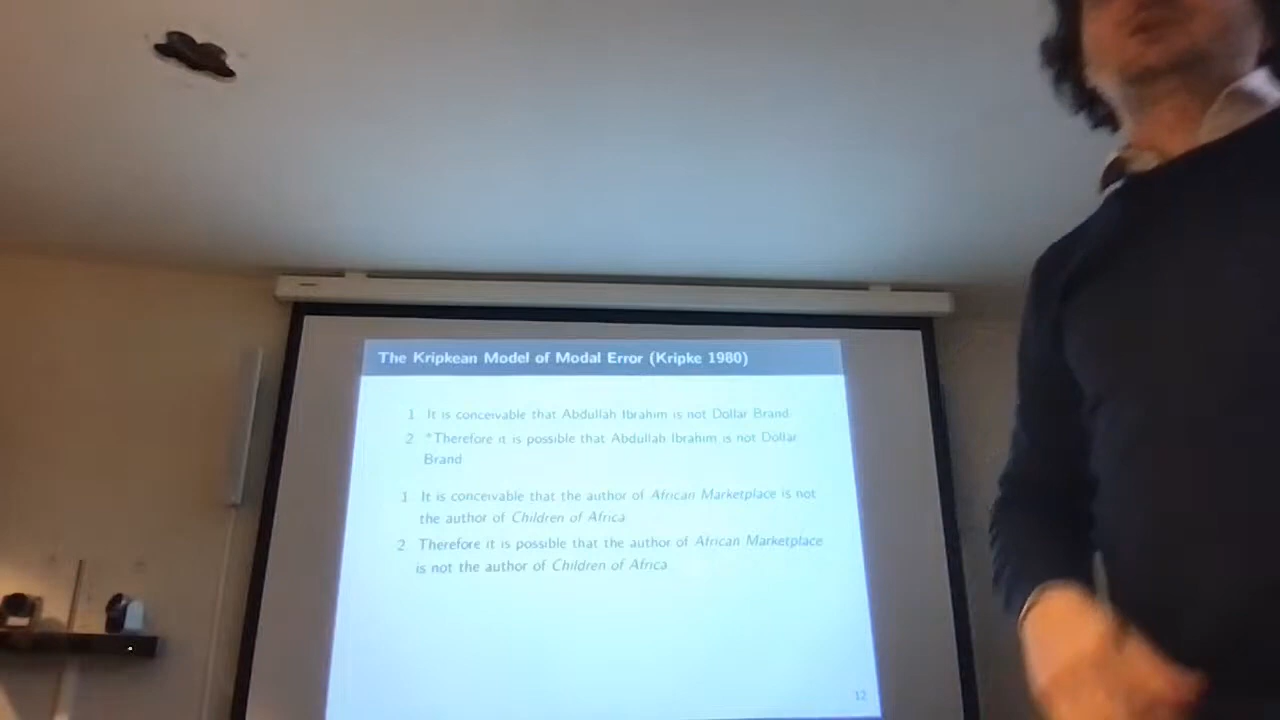 The Kripkean Model of Modal Error (Kripke 1980)
1 It is conceivable that Abdullah Ibrahim is not Dollar Brand
2 *Therefore it is possible that Abdullah Ibrahim is not Dollar
Brand
1 It is conceivable that the author of African Marketplace is not
the author of Children of Africa
2 Therefore it is possible that the author of African Marketplace
is not the author of Children of Africa
12